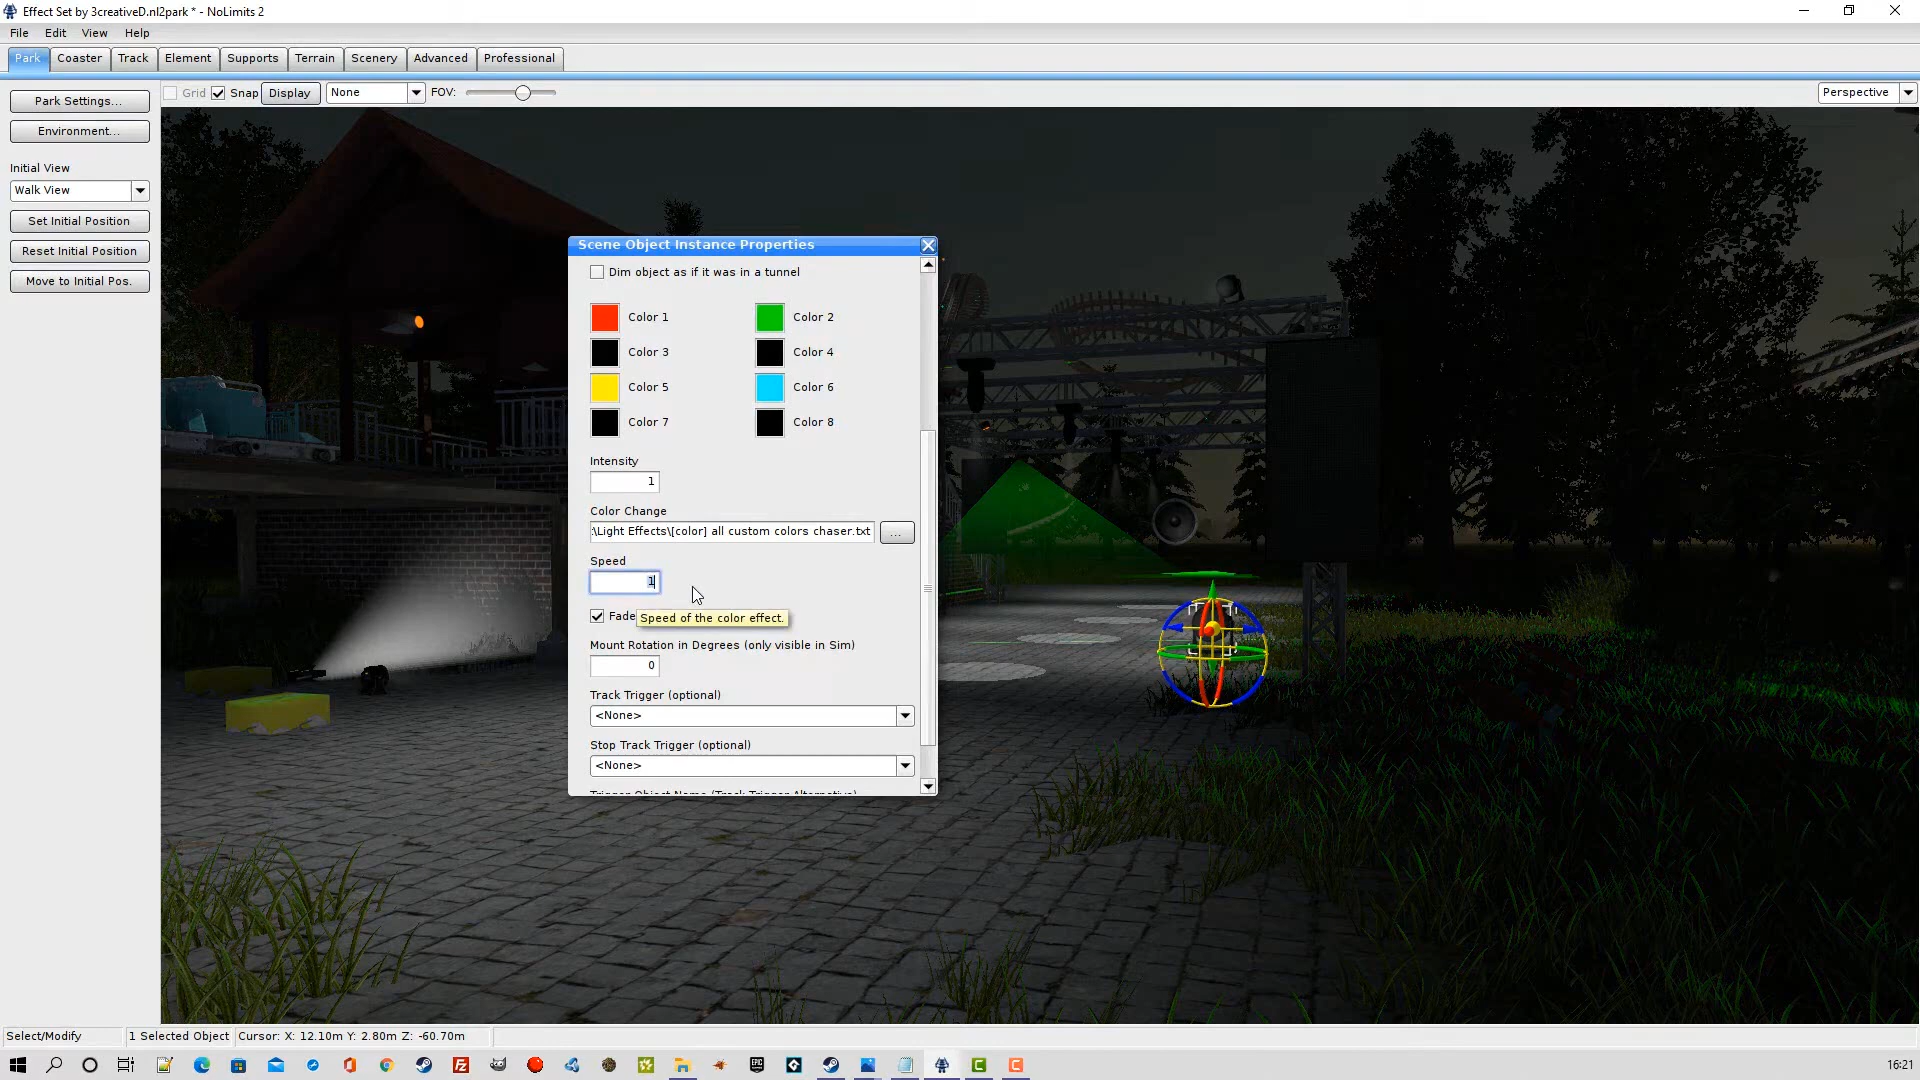 Effect Set by 3creativeD.nl2park * - NoLimits 2
File Edit View Help
Park Coaster Track Element Supports Terrain Scenery Advanced Professional
Grid Snap Display None FOV: Perspective
Park Settings...
Environment...
Initial View
Walk View
Set Initial Position
Reset Initial Position
Move to Initial Pos.
Scene Object Instance Properties
Dim object as if it was in a tunnel
Color 1 Color 2
Color 3 Color 4
Color 5 Color 6
Color 7 Color 8
Intensity
1
Color Change
:\Light Effects\[color] all custom colors chaser.txt ...
Speed
1
Fade
Speed of the color effect.
Mount Rotation in Degrees (only visible in Sim)
0
Track Trigger (optional)
<None>
Stop Track Trigger (optional)
<None>
Trigger Object Name (Track Trigger Alternative)
Select/Modify 1 Selected Object Cursor: X: 12.10m Y: 2.80m Z: -60.70m
16:21